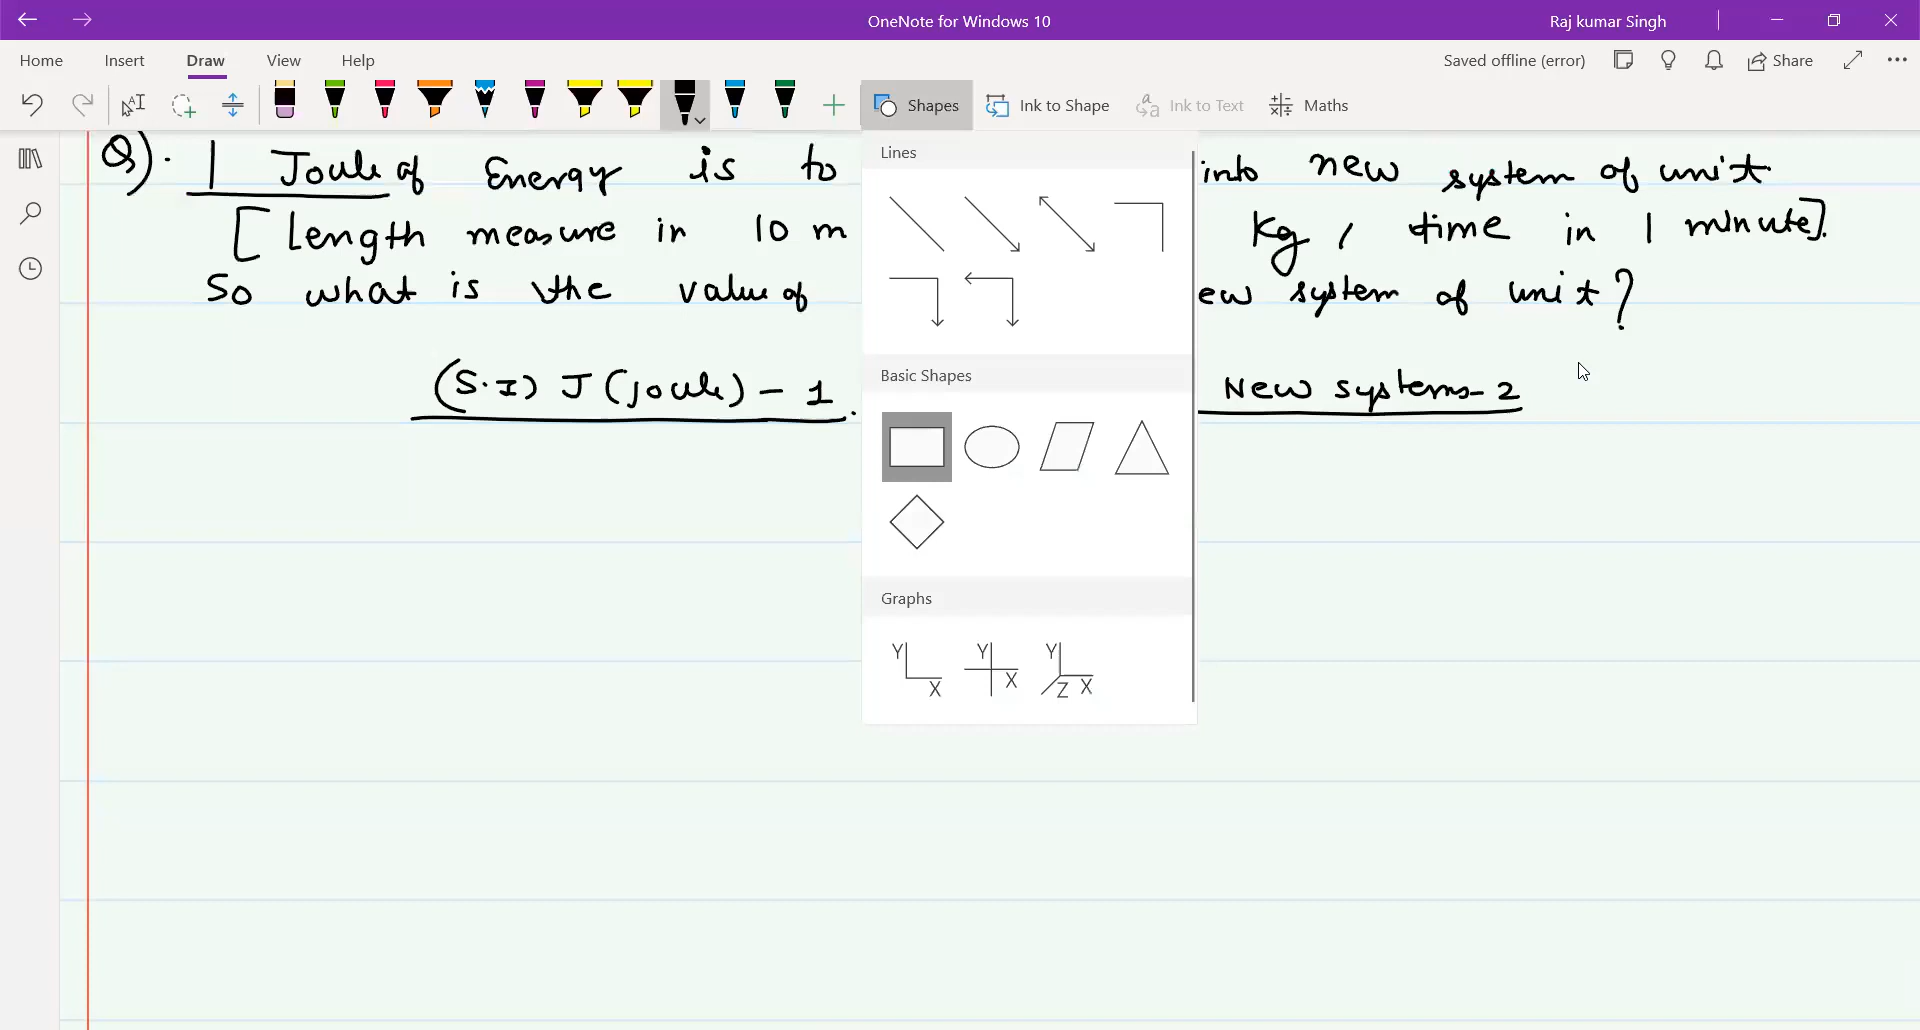 OneNote for Windows 10
Raj kumar Singh
Home Insert Draw View Help
Saved offline (error) Share
Shapes Ink to Shape Ink to Text Maths
Lines
Basic Shapes
Graphs
Y X Y X Y Z X
Q). 1 Joule of Energy is to into new system of unit
[Length measure in 10 m Kg, time in 1 minute].
So what is the value of ew system of unit?
(S.I) J (joule) - 1. New systems - 2